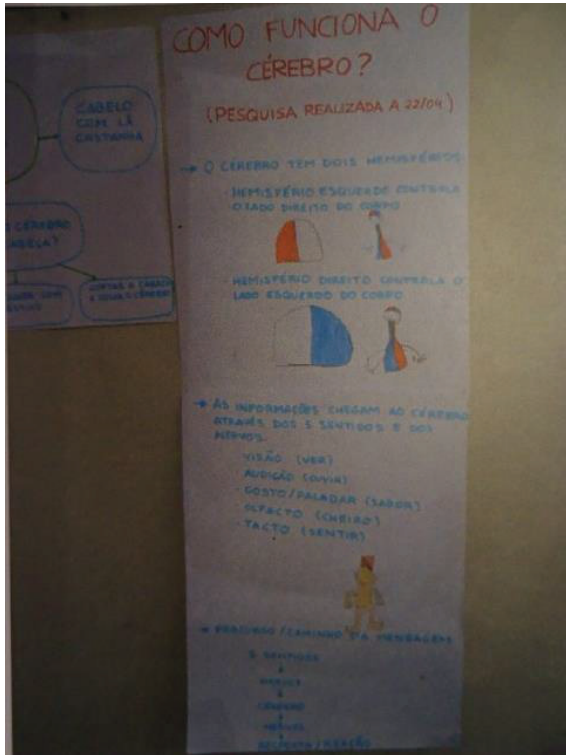 COMO FUNCIONA O
CÉREBRO?
(PESQUISA REALIZADA A 22/04)
→ O CÉREBRO TEM DOIS HEMISFÉRIOS:
· HEMISFÉRIO ESQUERDO CONTROLA
O LADO DIREITO DO CORPO
HEMISFÉRIO DIREITO CONTROLA O
LADO ESQUERDO DO CORPO
→ AS INFORMAÇÕES CHEGAM AO CÉREBRO
ATRAVÉS DOS 5 SENTIDOS E DOS
NERVOS.
· VISÃO (VER)
AUDIÇÃO (OUVIR)
· GOSTO/PALADAR (SABOR)
· OLFACTO (CHEIRO)
· TACTO (SENTIR)
→ PERCURSO/CAMINHO DA MENSAGEM
5 SENTIDOS
NERVOS
CÉREBRO
NERVOS
RESPOSTA/REAÇÃO
CABELO
COM LÃ
CASTANHA
O CÉREBRO